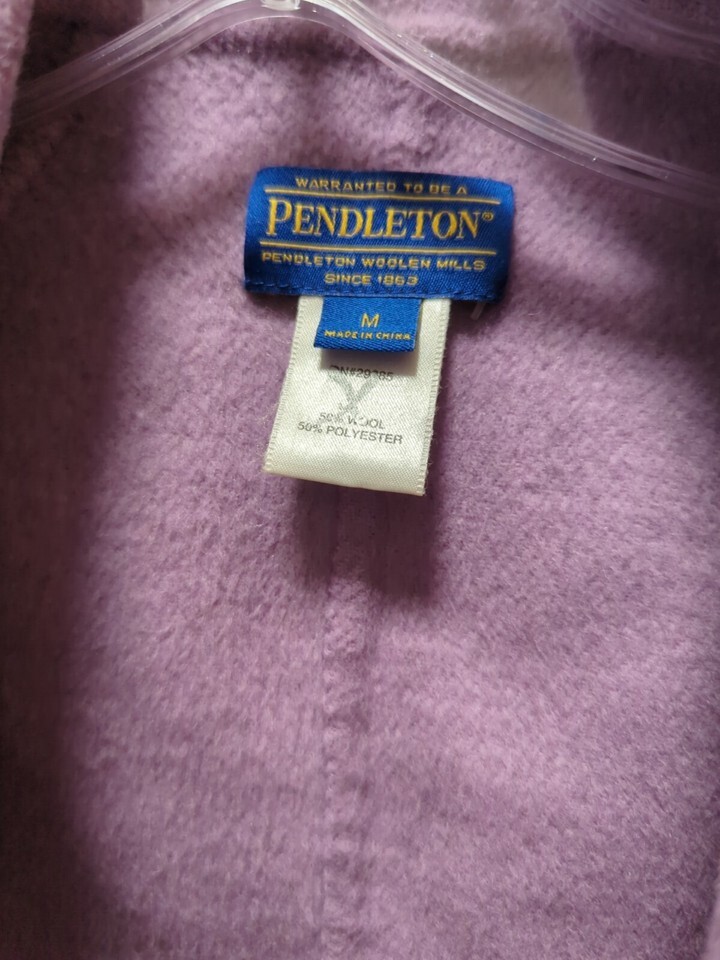 WARRANTED TO BE A
PENDLETON®
PENDLETON WOOLEN MILLS
SINCE 1863
M
MADE IN CHINA
50% WOOL
50% POLYESTER